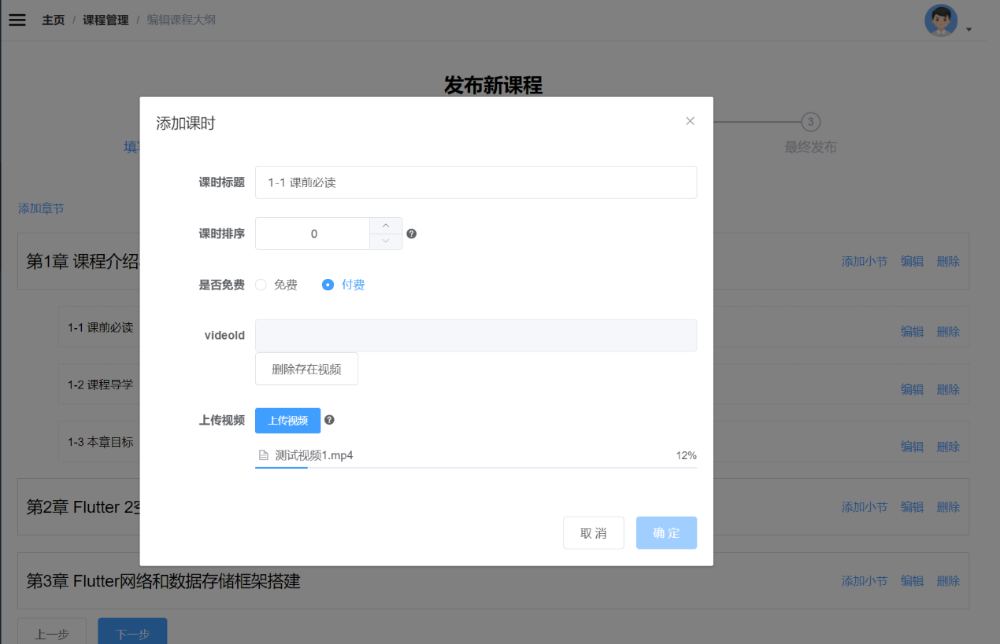 主页 / 课程管理 / 编辑课程大纲
发布新课程
3
最终发布
添加章节
添加课时
课时标题 1-1 课前必读
课时排序 0
是否免费 免费 付费
videoId
删除存在视频
上传视频 上传视频
测试视频1.mp4 12%
取 消 确 定
第1章 课程介绍 添加小节 编辑 删除
1-1 课前必读 编辑 删除
1-2 课程导学 编辑 删除
1-3 本章目标 编辑 删除
第2章 Flutter 2 添加小节 编辑 删除
第3章 Flutter网络和数据存储框架搭建 添加小节 编辑 删除
上一步 下一步